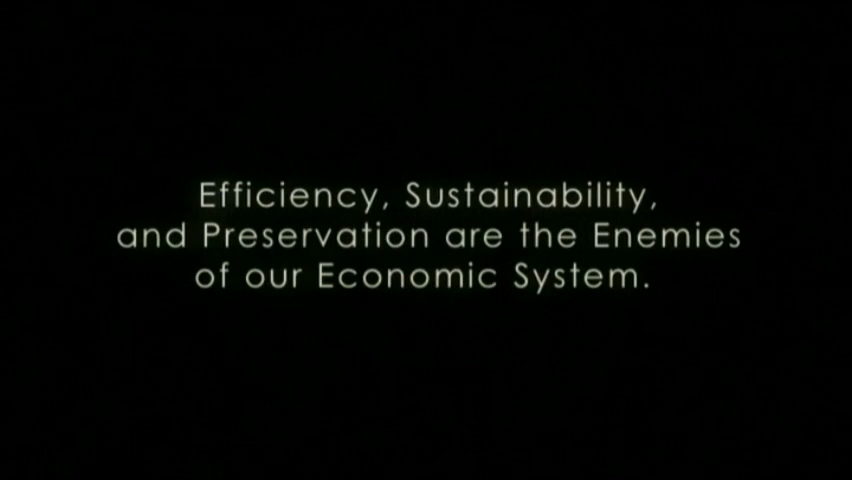 Efficiency, Sustainability,
and Preservation are the Enemies
of our Economic System.